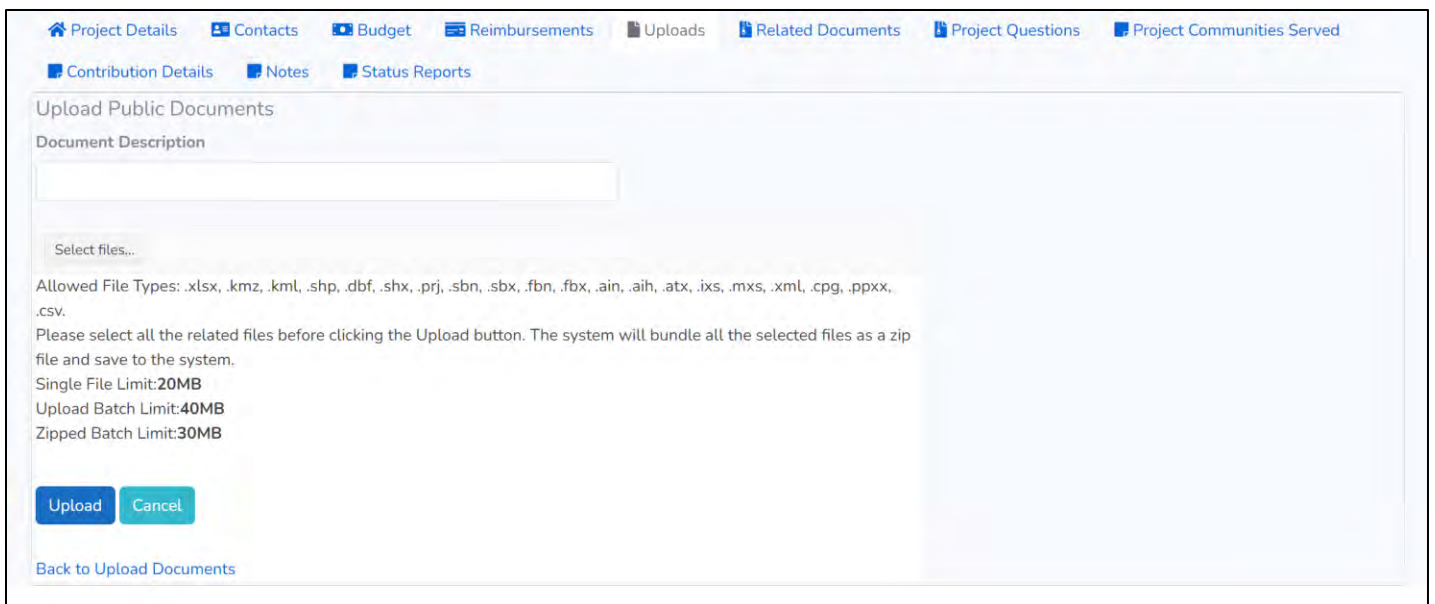 Project Details Contacts Budget Reimbursements Uploads Related Documents Project Questions Project Communities Served
Contribution Details Notes Status Reports
Upload Public Documents
Document Description
Select files...
Allowed File Types: .xlsx, .kmz, .kml, .shp, .dbf, .shx, .prj, .sbn, .sbx, .fbn, .fbx, .ain, .aih, .atx, .ixs, .mxs, .xml, .cpg, .ppxx,
.csv.
Please select all the related files before clicking the Upload button. The system will bundle all the selected files as a zip
file and save to the system.
Single File Limit:20MB
Upload Batch Limit:40MB
Zipped Batch Limit:30MB
Upload Cancel
Back to Upload Documents